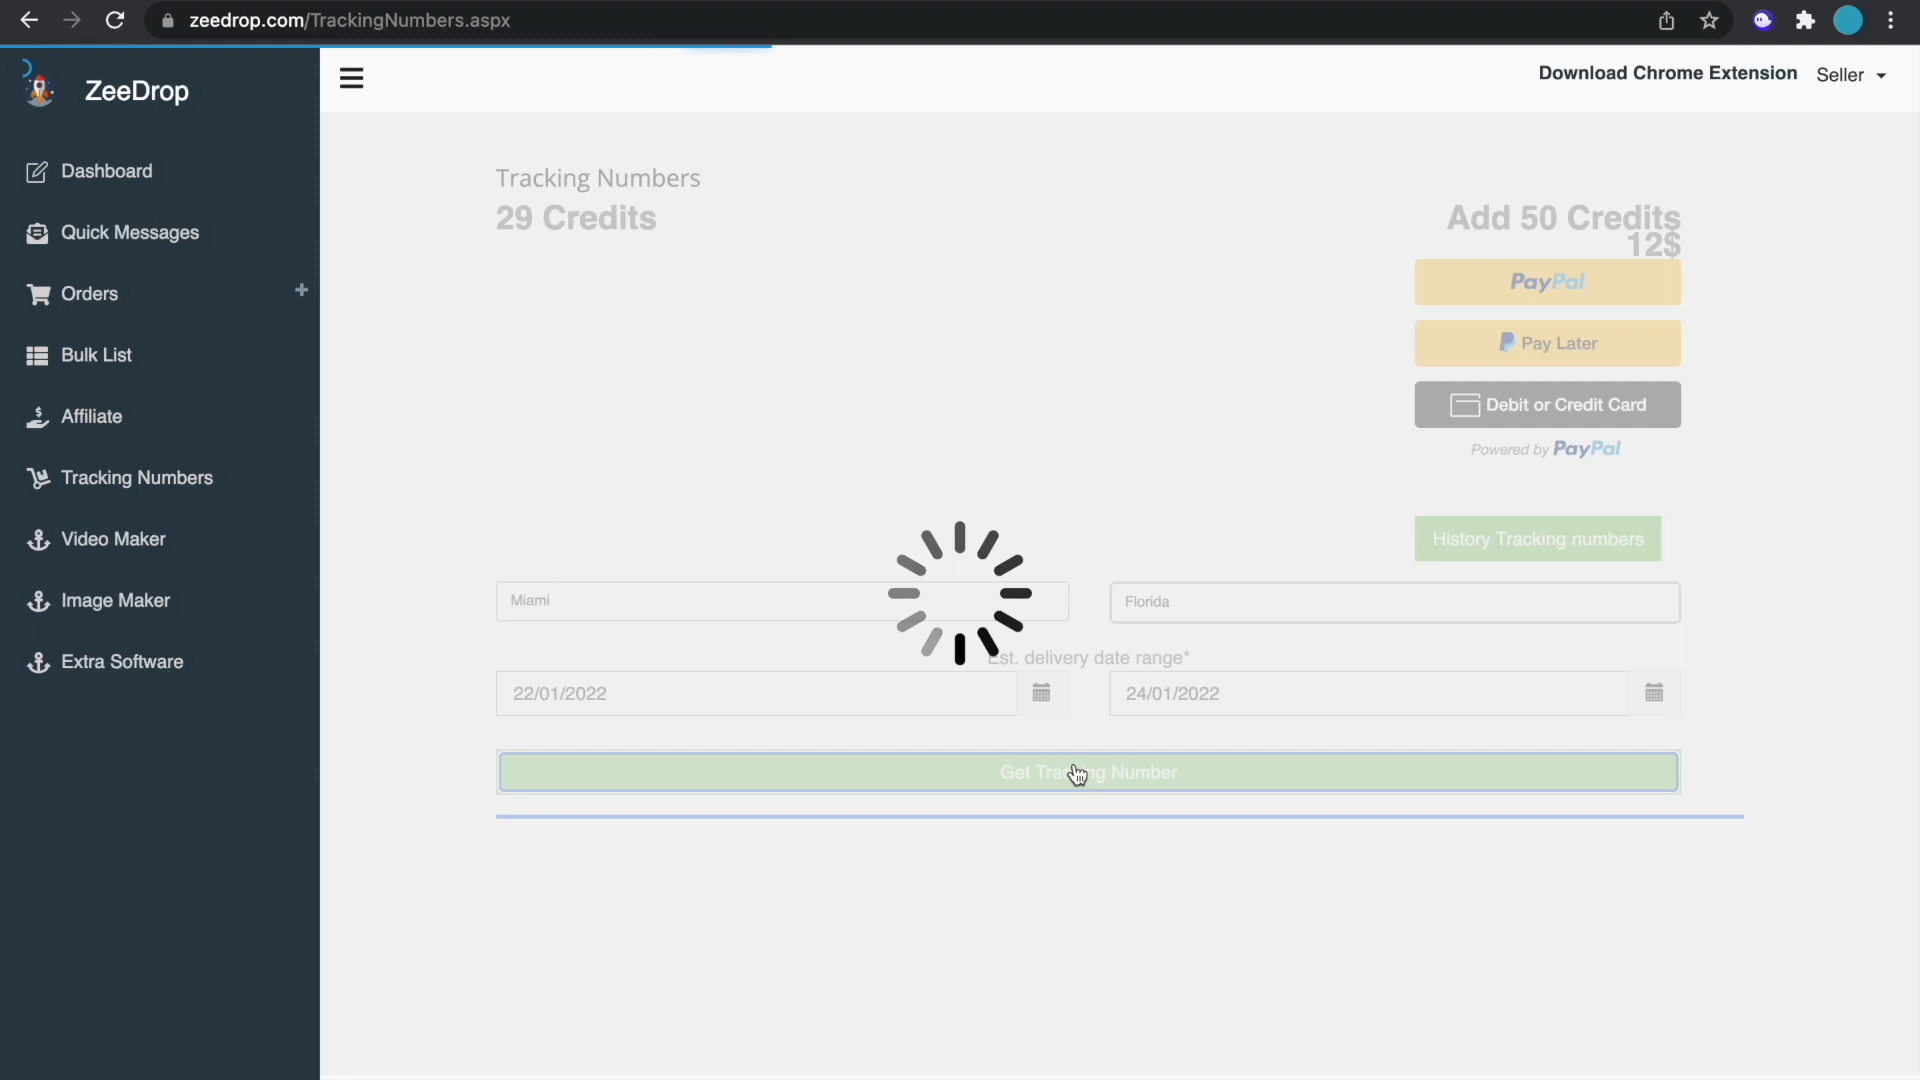 zeedrop.com/TrackingNumbers.aspx
ZeeDrop
Download Chrome Extension
Seller
Dashboard
Quick Messages
Orders
Bulk List
Affiliate
Tracking Numbers
Video Maker
Image Maker
Extra Software
Tracking Numbers
29 Credits
Add 50 Credits
12$
PayPal
Pay Later
Debit or Credit Card
Powered by PayPal
History Tracking numbers
Miami
Florida
Est. delivery date range*
22/01/2022
24/01/2022
Get Tracking Number